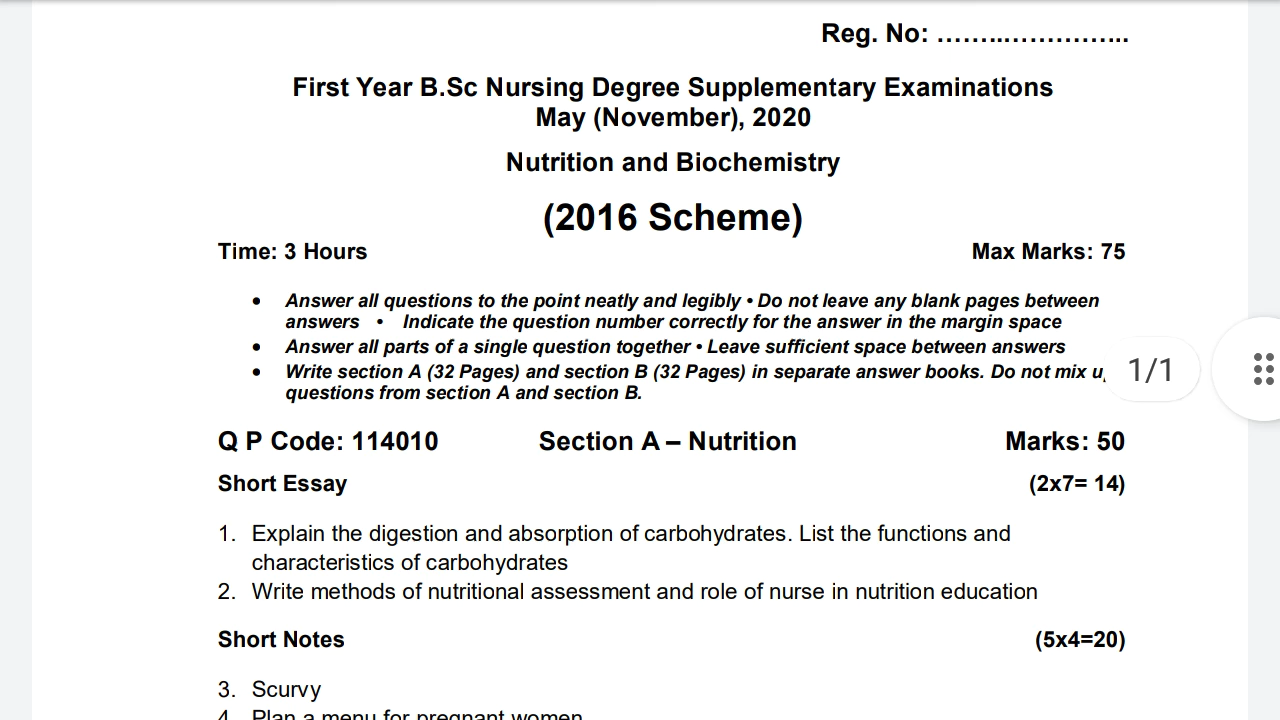 Reg. No: ……..…………..
First Year B.Sc Nursing Degree Supplementary Examinations
May (November), 2020
Nutrition and Biochemistry
(2016 Scheme)
Time: 3 Hours Max Marks: 75
• Answer all questions to the point neatly and legibly • Do not leave any blank pages between
answers • Indicate the question number correctly for the answer in the margin space
• Answer all parts of a single question together • Leave sufficient space between answers
• Write section A (32 Pages) and section B (32 Pages) in separate answer books. Do not mix
questions from section A and section B.
1/1
Q P Code: 114010 Section A – Nutrition Marks: 50
Short Essay (2x7= 14)
1. Explain the digestion and absorption of carbohydrates. List the functions and
characteristics of carbohydrates
2. Write methods of nutritional assessment and role of nurse in nutrition education
Short Notes (5x4=20)
3. Scurvy
4. Plan a menu for pregnant women